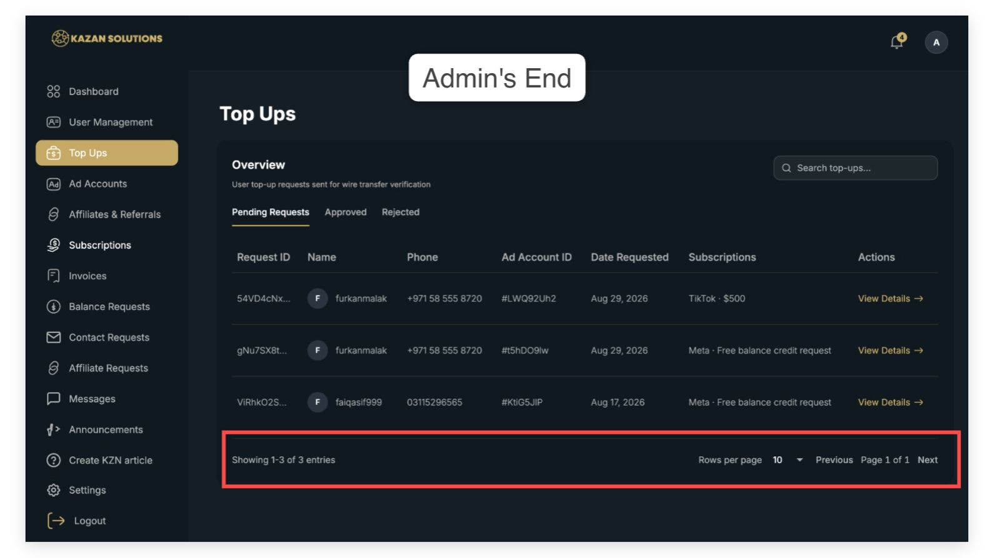 KAZAN SOLUTIONS
4
A
Admin's End
Dashboard
User Management
Top Ups
Ad Accounts
Affiliates & Referrals
Subscriptions
Invoices
Balance Requests
Contact Requests
Affiliate Requests
Messages
Announcements
Create KZN article
Settings
Logout
Top Ups
Overview
Search top-ups...
User top-up requests sent for wire transfer verification
Pending Requests Approved Rejected
Request ID Name Phone Ad Account ID Date Requested Subscriptions Actions
54VD4cNx... F furkanmalak +971 58 555 8720 #LWQ92Uh2 Aug 29, 2026 TikTok · $500 View Details →
gNu7SX8t... F furkanmalak +971 58 555 8720 #t5hDO9lw Aug 29, 2026 Meta · Free balance credit request View Details →
ViRhkO2S... F faiqasif999 03115296565 #KtiG5JIP Aug 17, 2026 Meta · Free balance credit request View Details →
Showing 1-3 of 3 entries Rows per page 10 Previous Page 1 of 1 Next